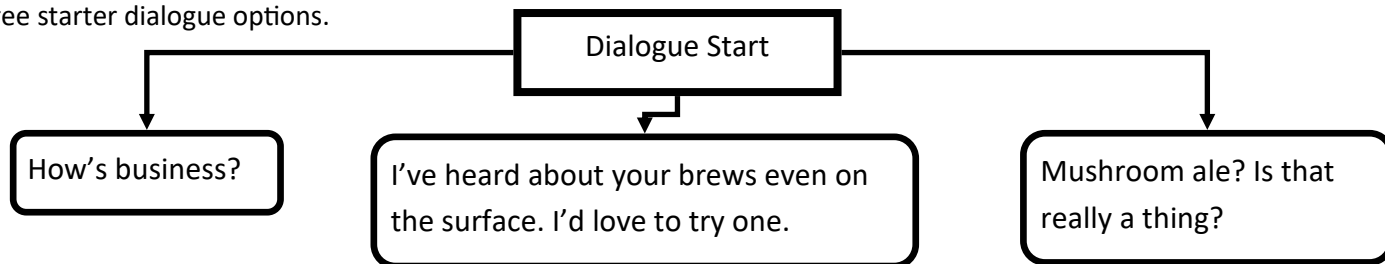 starter dialogue options.
Dialogue Start
How's business?
I've heard about your brews even on
the surface. I'd love to try one.
Mushroom ale? Is that
really a thing?